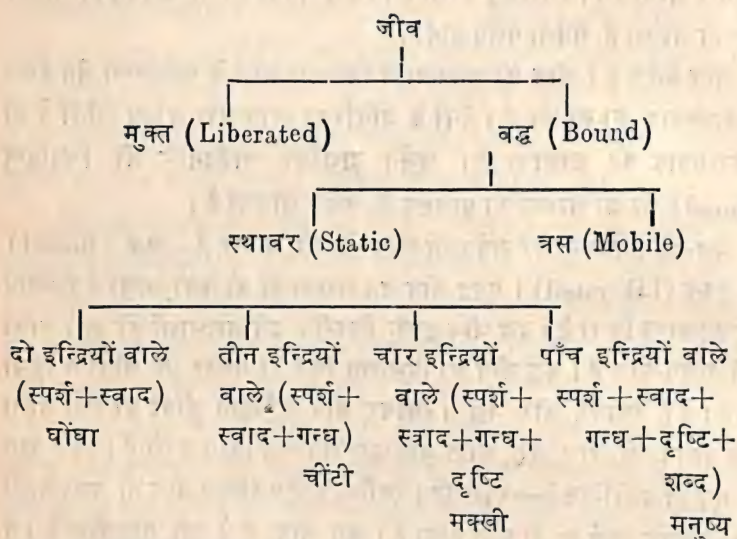 जीव
मुक्त (Liberated) बद्ध (Bound)
स्थावर (Static) त्रस (Mobile)
दो इन्द्रियों वाले तीन इन्द्रियों चार इन्द्रियों पाँच इन्द्रियों वाले
(स्पर्श+स्वाद) वाले (स्पर्श+ वाले (स्पर्श+ स्पर्श+स्वाद+
घोंघा स्वाद+गन्ध) स्वाद+गन्ध+ गन्ध+दृष्टि+
चींटी दृष्टि शब्द)
मक्खी मनुष्य